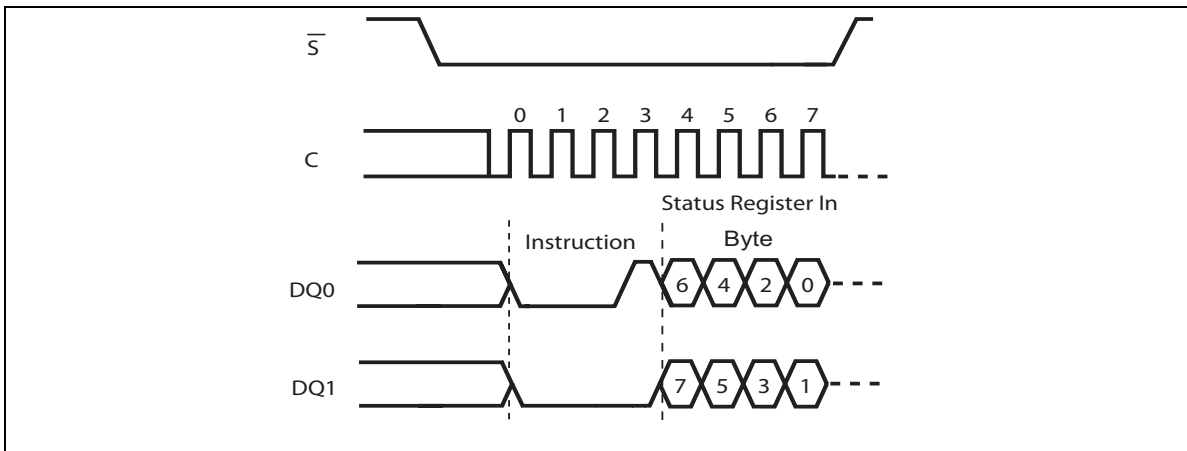 S
C
0 1 2 3 4 5 6 7
Status Register In
Instruction Byte
DQ0 6 4 2 0
DQ1 7 5 3 1